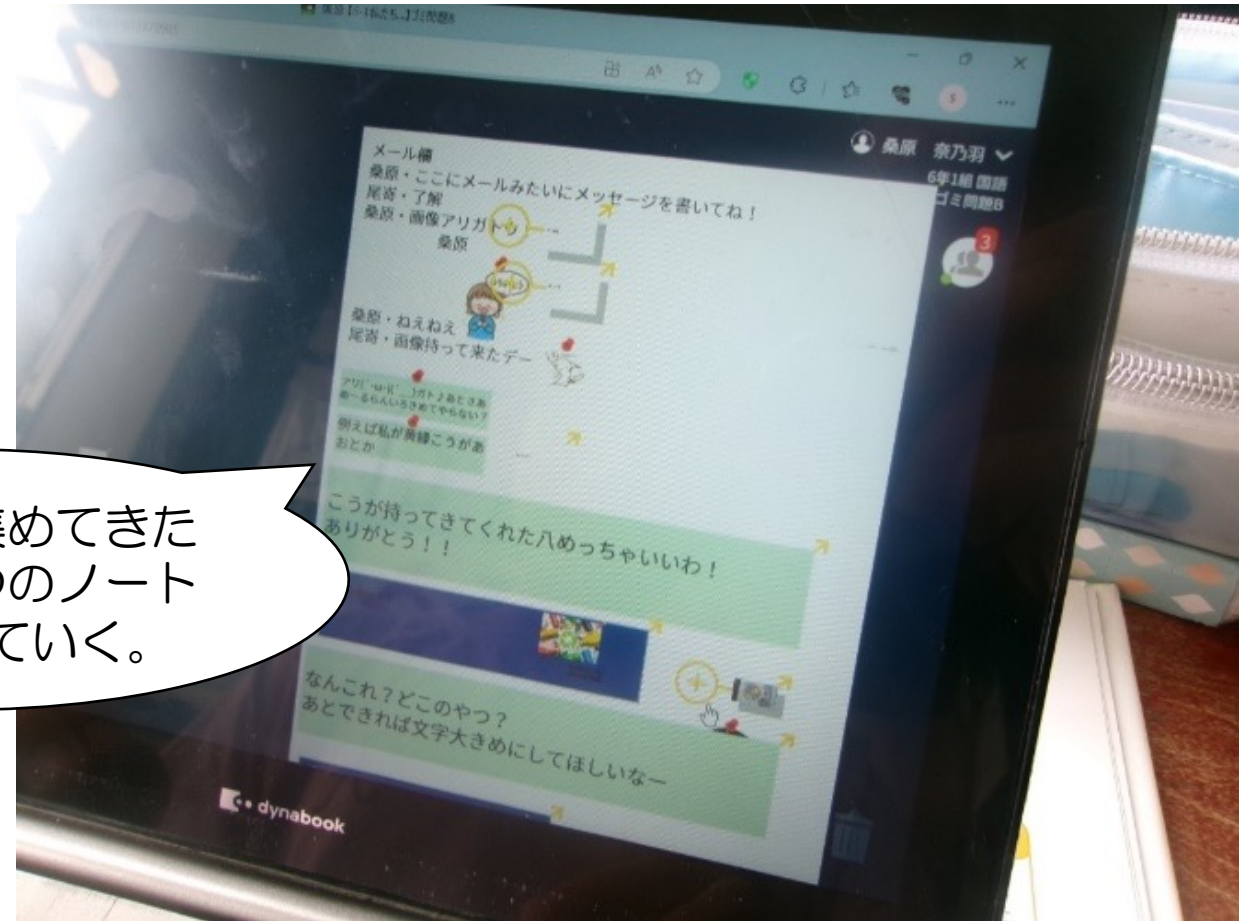 6年1組 国語
ゴミ問題B
桑原 奈乃羽
3
メール欄
桑原・ここにメールみたいにメッセージを書いてね！
尾寄・了解
桑原・画像アリガトウ
桑原
桑原・ねえねえ
尾寄・画像持って来たデー
例えば私が黄緑こうがあ
おとか
こうが持ってきてくれた八めっちゃいいわ！
ありがとう！！
なんこれ？どこのやつ？
あとできれば文字大きめにしてほしいなー
dynabook
集めてきた
つのノート
ていく。